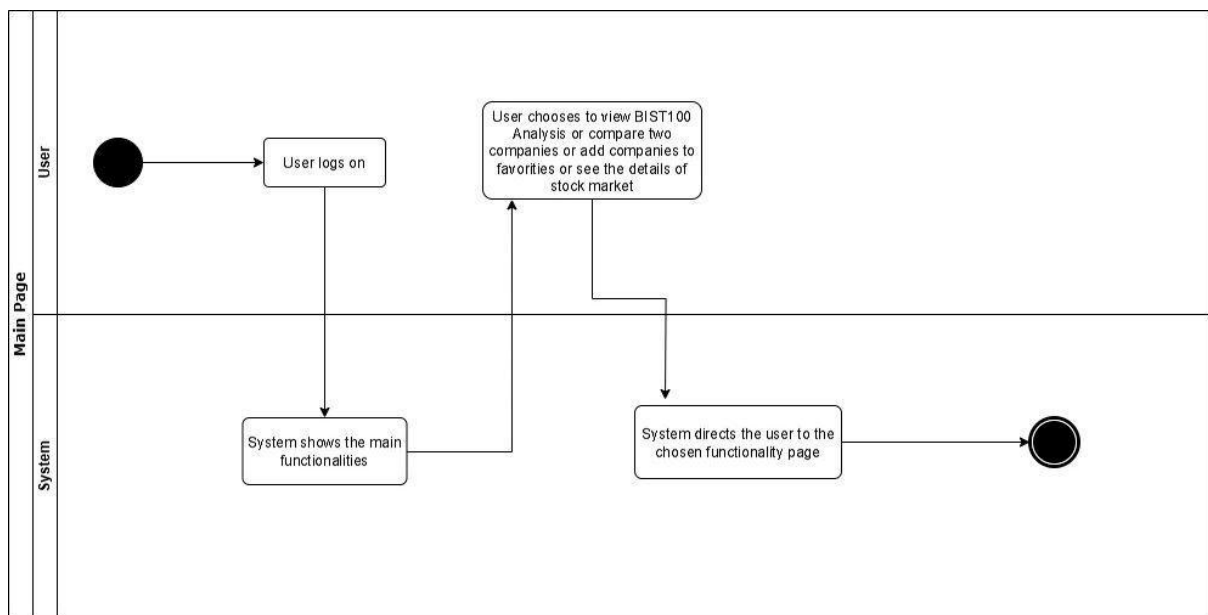 Main Page
User
User logs on
User chooses to view BIST100
Analysis or compare two
companies or add companies to
favorities or see the details of
stock market
System
System shows the main
functionalities
System directs the user to the
chosen functionality page